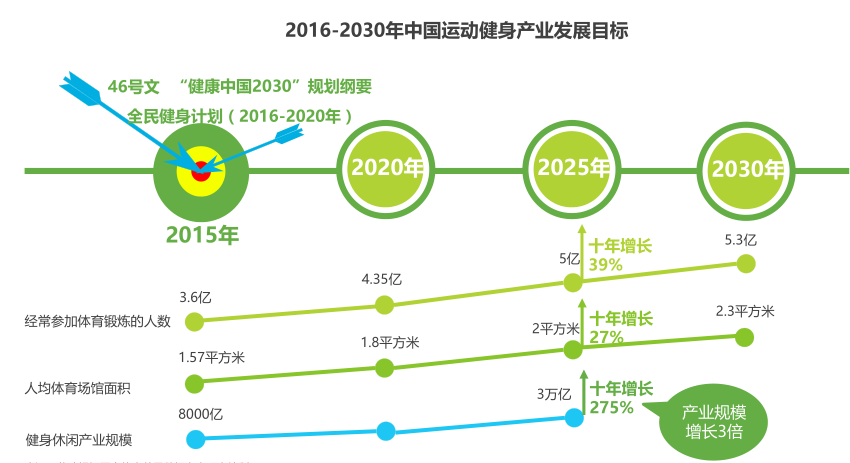 2016-2030年中国运动健身产业发展目标
46号文 “健康中国2030”规划纲要
全民健身计划（2016-2020年）
2015年
2020年
2025年
2030年
经常参加体育锻炼的人数
3.6亿
4.35亿
5亿
十年增长
39%
5.3亿
人均体育场馆面积
1.57平方米
1.8平方米
2平方米
十年增长
27%
2.3平方米
健身休闲产业规模
8000亿
3万亿
十年增长
275%
产业规模
增长3倍